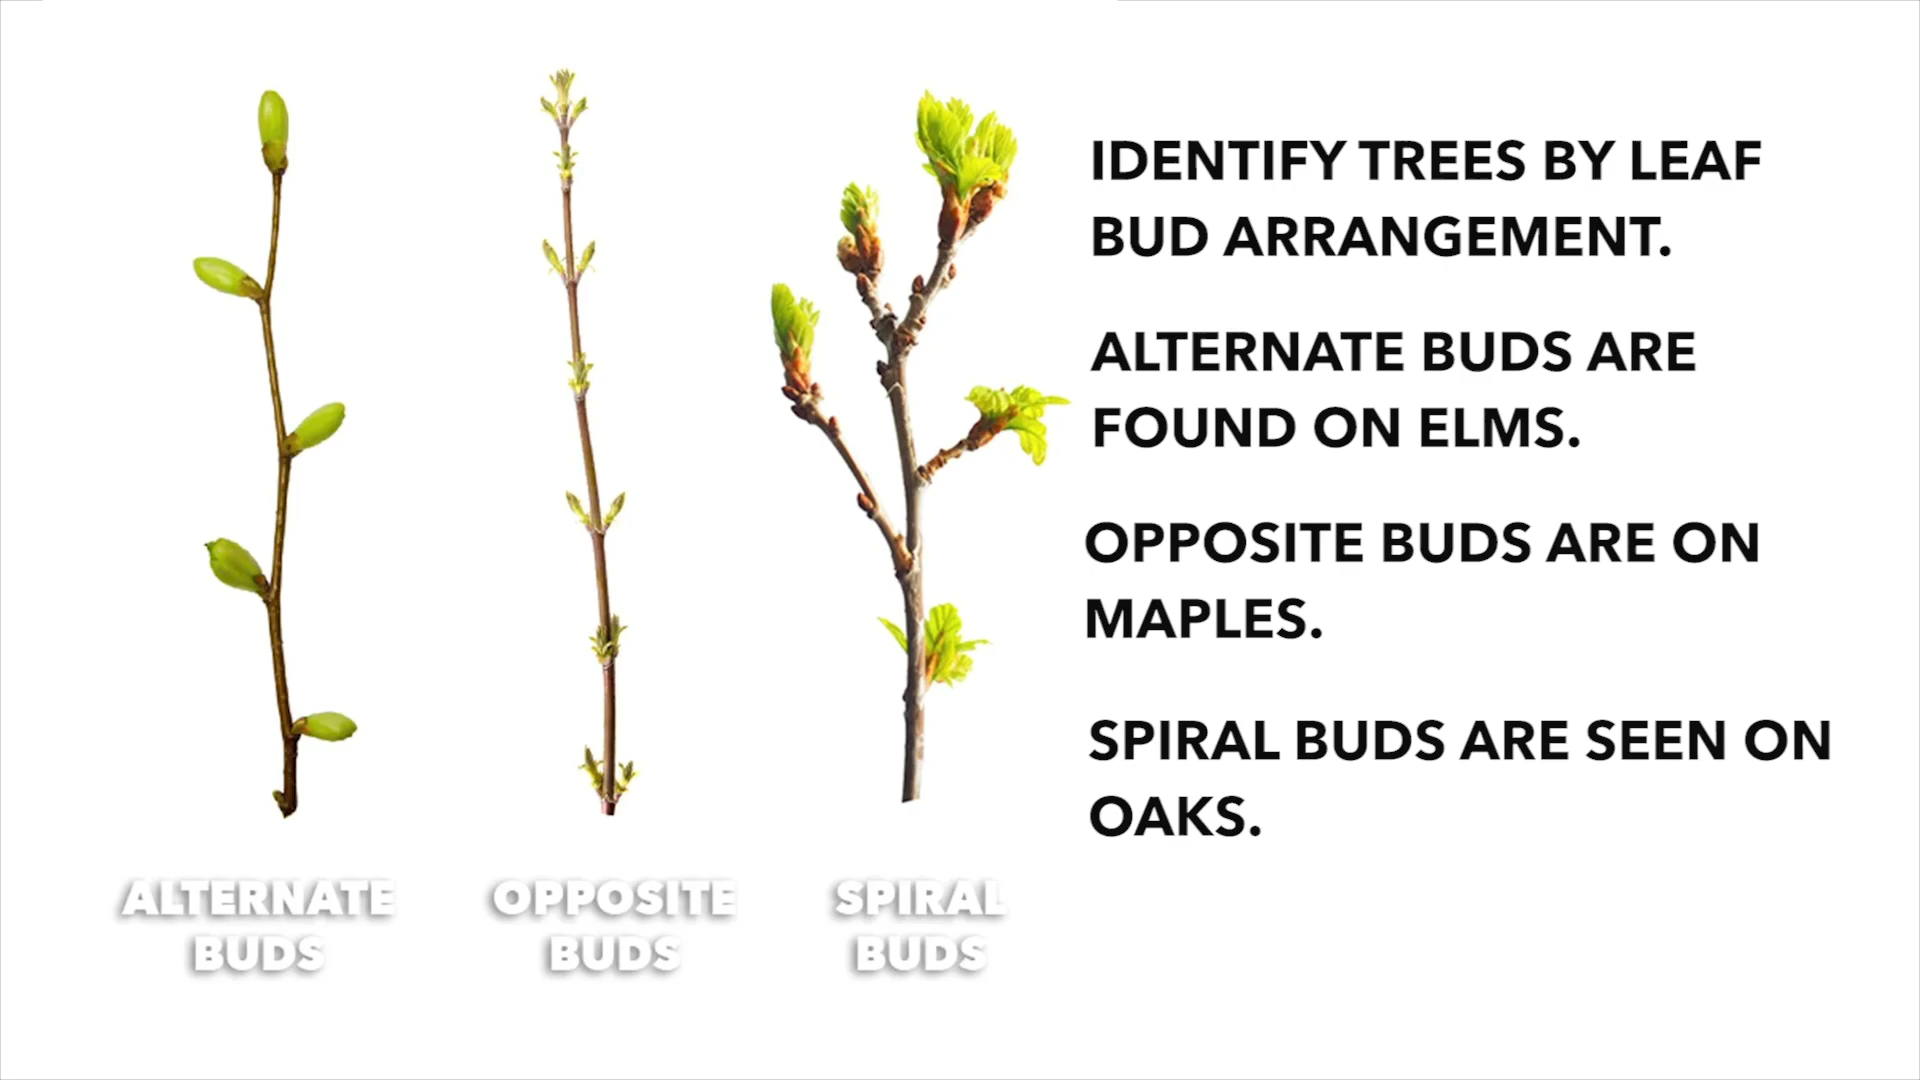 IDENTIFY TREES BY LEAF
BUD ARRANGEMENT.
ALTERNATE BUDS ARE
FOUND ON ELMS.
OPPOSITE BUDS ARE ON
MAPLES.
SPIRAL BUDS ARE SEEN ON
OAKS.
ALTERNATE
BUDS
OPPOSITE
BUDS
SPIRAL
BUDS